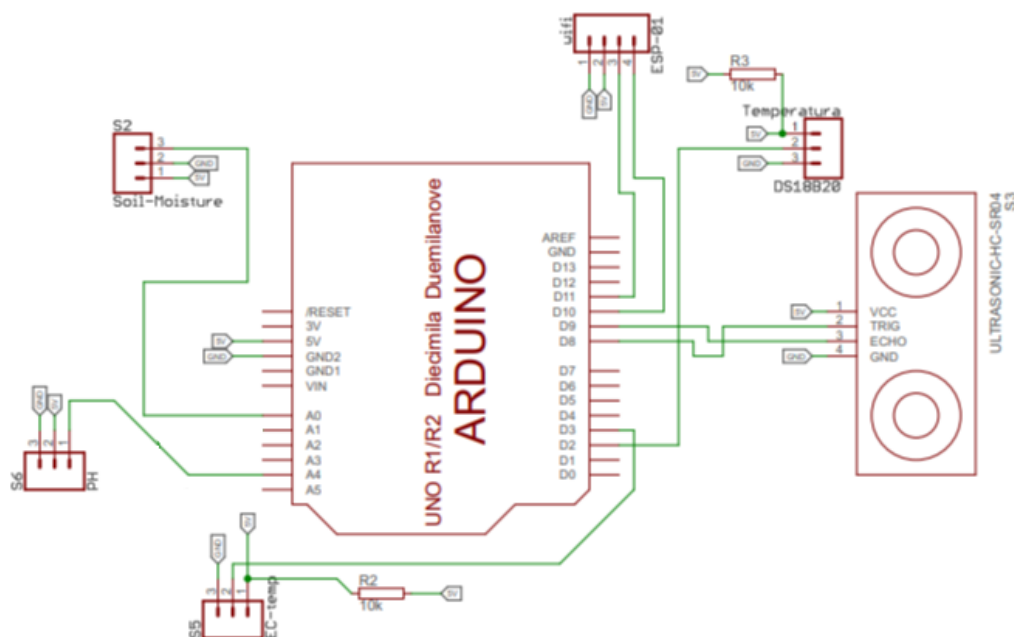 wifi
1
2
3
4
ESP-01
GND
5V
R3
5V
10k
Temperatura
5V
1
2
GND
3
DS18B20
S2
3
2
GND
1
5V
Soil-Moisture
S3
ULTRASONIC-HC-SR04
5V
1
VCC
2
TRIG
3
ECHO
GND
4
GND
UNO R1/R2 Diecimila Duemilanove
ARDUINO
AREF
GND
D13
D12
D11
D10
D9
D8
D7
D6
D5
D4
D3
D2
D1
D0
/RESET
3V
5V
5V
GND
GND2
GND1
VIN
A0
A1
A2
A3
A4
A5
GND
5V
3
2
1
S6
PH
5V
GND
3
2
1
S5
EC-temp
R2
10k
5V